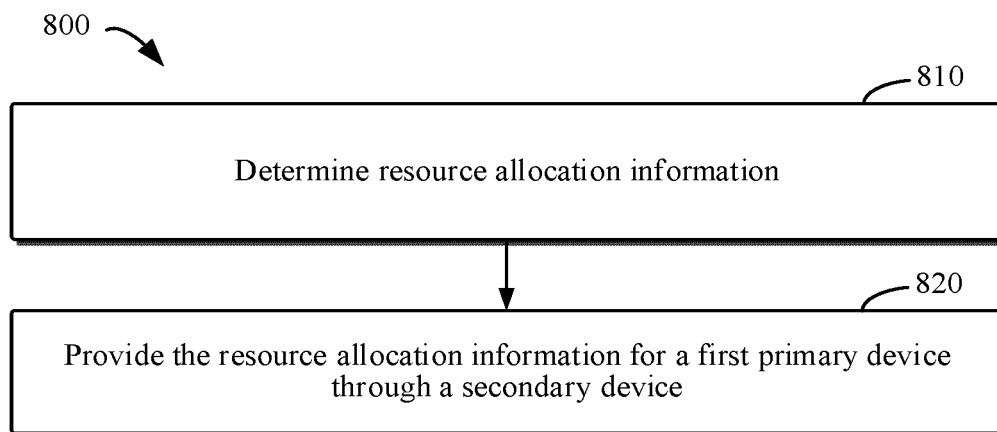 800
810
Determine resource allocation information
820
Provide the resource allocation information for a first primary device
through a secondary device